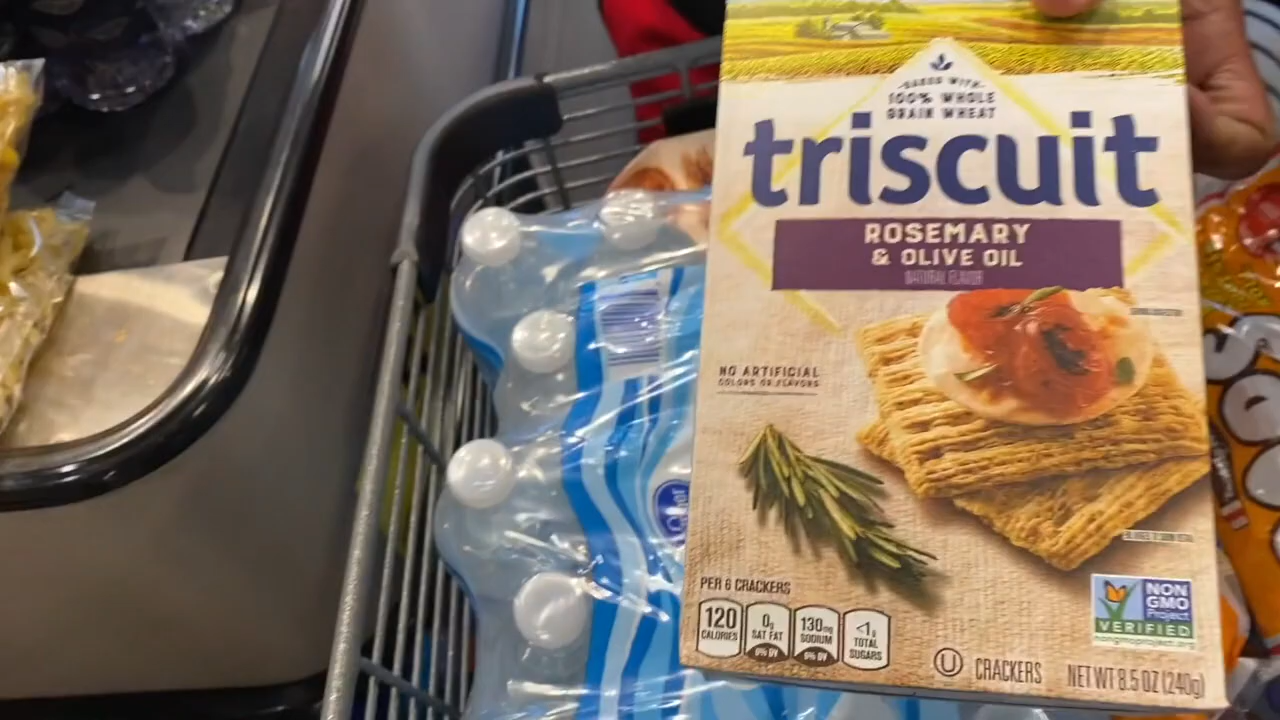 BAKED WITH
100% WHOLE
GRAIN WHEAT
triscuit
ROSEMARY
& OLIVE OIL
NATURAL FLAVOR
NO ARTIFICIAL
COLORS OR FLAVORS
PER 6 CRACKERS
120
CALORIES
0g
SAT FAT
0% DV
130mg
SODIUM
6% DV
<1g
TOTAL
SUGARS
U
CRACKERS
NET WT 8.5 OZ (240g)
NON
GMO
Project
VERIFIED
nongmoproject.org